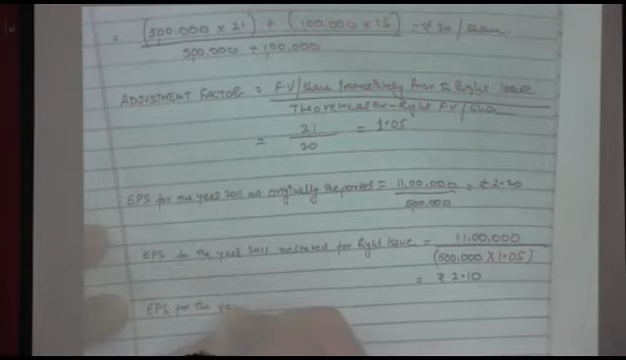 = (500,000 × 21) + (100,000 × 15) = ₹ 20 / share
500,000 + 100,000
ADJUSTMENT FACTOR = F.V/share Immediately Prior To Right Issue
Theoretical Ex-Right F.V/share
= 21 = 1.05
20
EPS for the year 2011 as originally Reported = 11,00,000 = ₹ 2.20
500,000
EPS for the year 2011 restated for Right Issue = 11,00,000
(500,000 × 1.05)
= ₹ 2.10
EPS for the ye